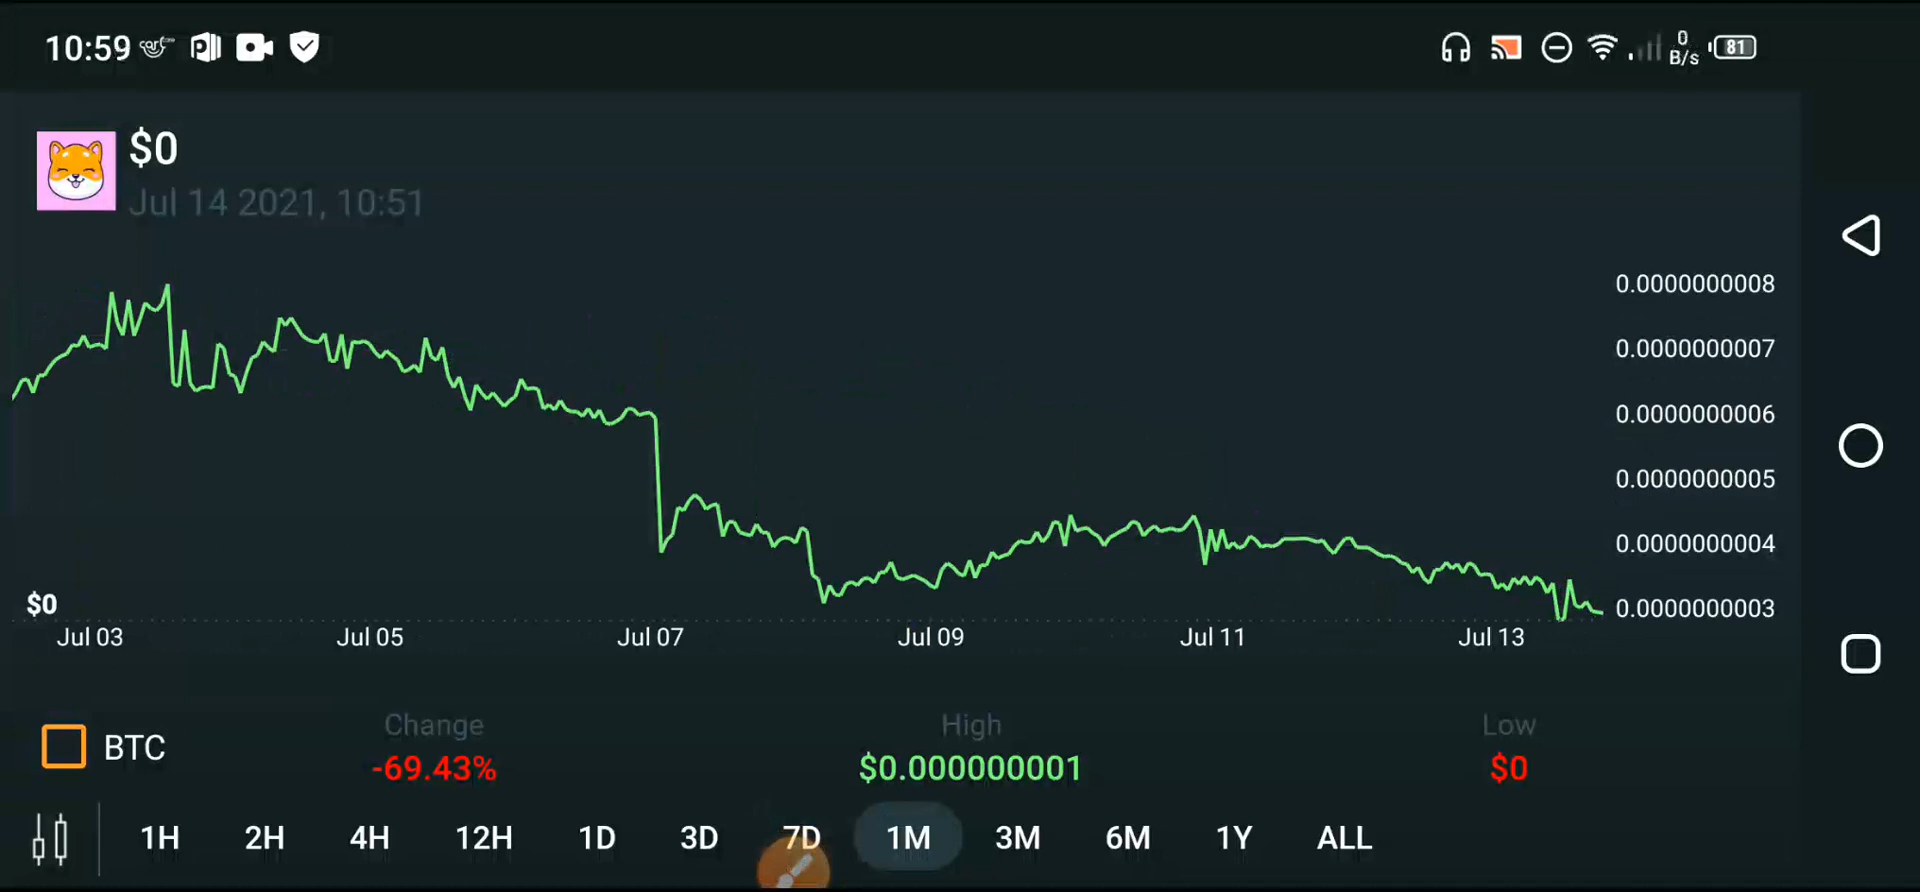 10:59
0
B/s
81
$0
Jul 14 2021, 10:51
0.0000000008
0.0000000007
0.0000000006
0.0000000005
0.0000000004
0.0000000003
$0
Jul 03 Jul 05 Jul 07 Jul 09 Jul 11 Jul 13
BTC
Change High Low
-69.43% $0.000000001 $0
1H 2H 4H 12H 1D 3D 7D 1M 3M 6M 1Y ALL